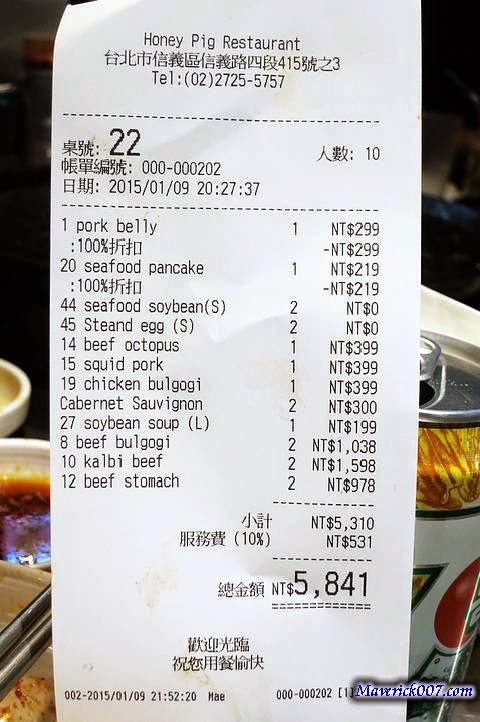 Honey Pig Restaurant
台北市信義區信義路四段415號之3
Tel:(02)2725-5757
桌號: 22 人數: 10
帳單編號: 000-000202
日期: 2015/01/09 20:27:37
1 pork belly 1 NT$299
:100%折扣 -NT$299
20 seafood pancake 1 NT$219
:100%折扣 -NT$219
44 seafood soybean(S) 2 NT$0
45 Steand egg (S) 2 NT$0
14 beef octopus 1 NT$399
15 squid pork 1 NT$399
19 chicken bulgogi 1 NT$399
Cabernet Sauvignon 2 NT$300
27 soybean soup (L) 1 NT$199
8 beef bulgogi 2 NT$1,038
10 kalbi beef 2 NT$1,598
12 beef stomach 2 NT$978
小計 NT$5,310
服務費 (10%) NT$531
總金額 NT$5,841
歡迎光臨
祝您用餐愉快
002-2015/01/09 21:52:20 Mae 000-000202 [1]
Maverick007.com